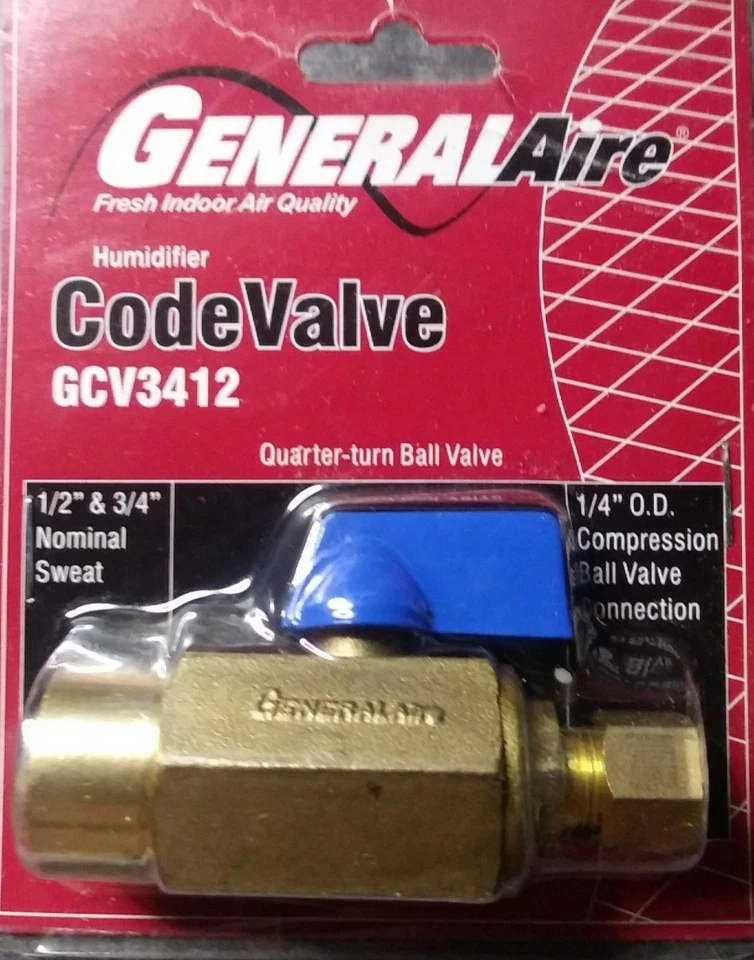 GENERALAire®
Fresh Indoor Air Quality
Humidifier
CodeValve
GCV3412
Quarter-turn Ball Valve
1/2" & 3/4"
Nominal
Sweat
1/4" O.D.
Compression
Ball Valve
Connection
GENERALAIRE